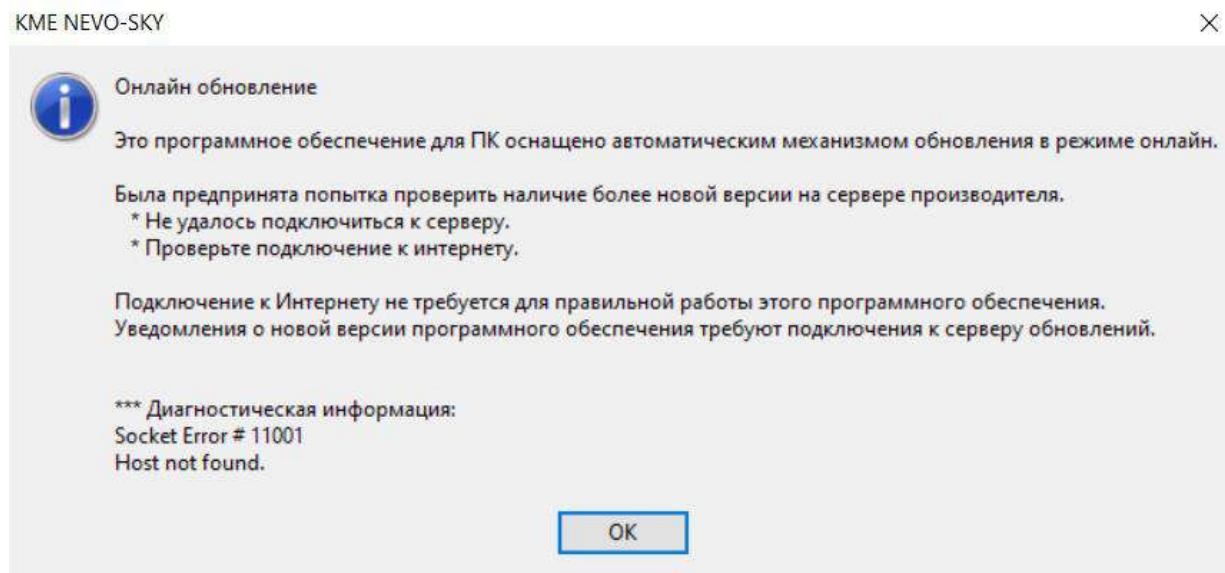 KME NEVO-SKY
Онлайн обновление
Это программное обеспечение для ПК оснащено автоматическим механизмом обновления в режиме онлайн.
Была предпринята попытка проверить наличие более новой версии на сервере производителя.
* Не удалось подключиться к серверу.
* Проверьте подключение к интернету.
Подключение к Интернету не требуется для правильной работы этого программного обеспечения.
Уведомления о новой версии программного обеспечения требуют подключения к серверу обновлений.
*** Диагностическая информация:
Socket Error # 11001
Host not found.
OK